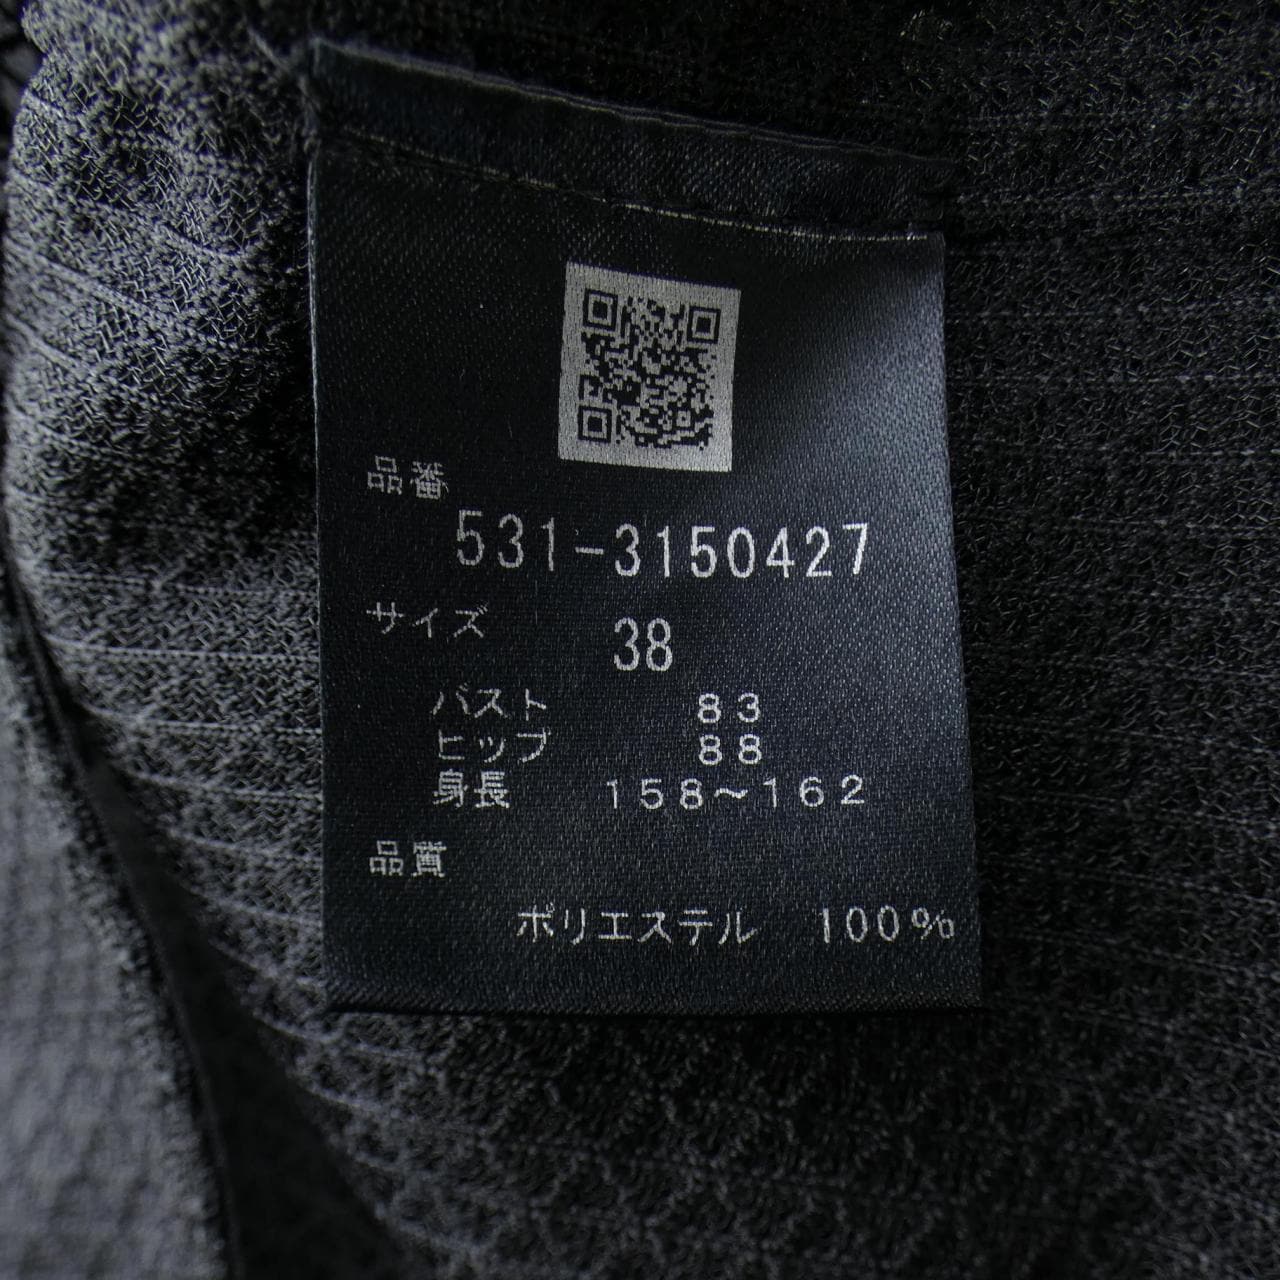 品番
531-3150427
サイズ 38
バスト 83
ヒップ 88
身長 158~162
品質
ポリエステル 100%